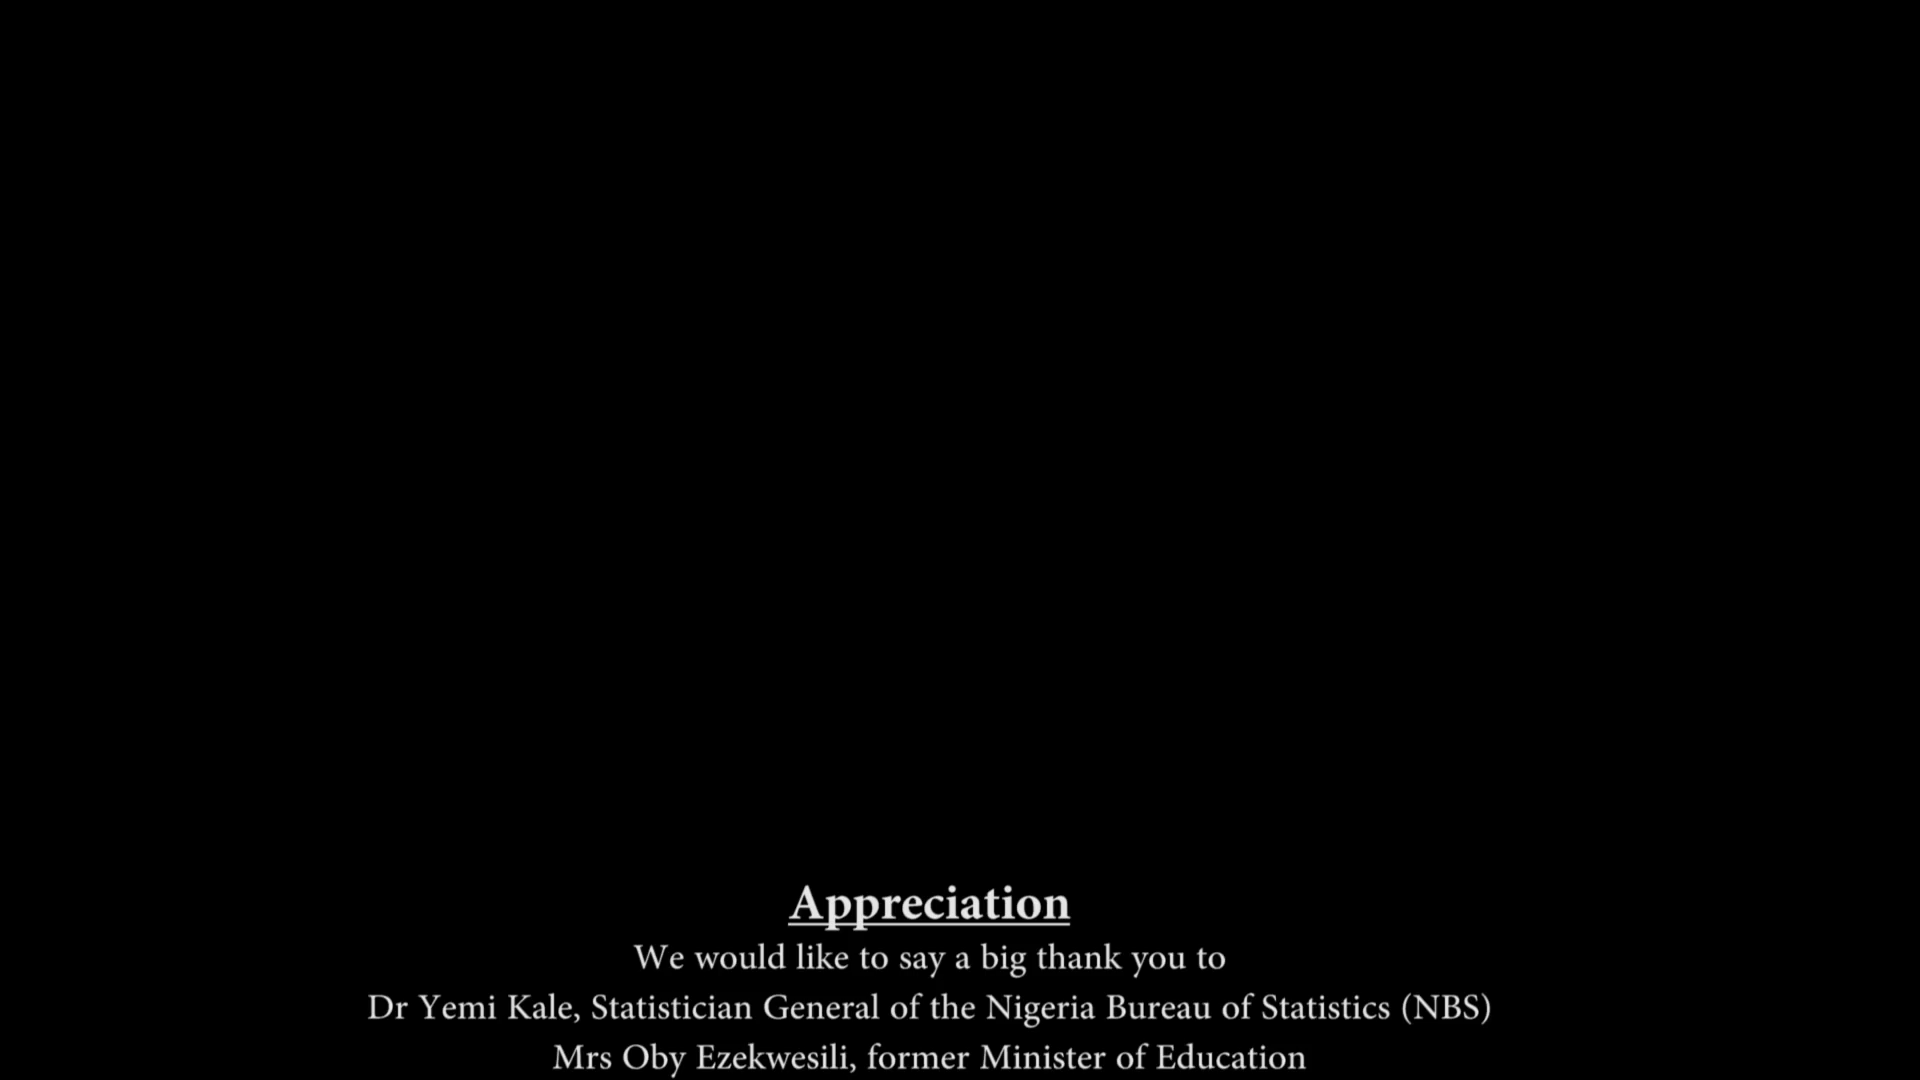 Appreciation
We would like to say a big thank you to
Dr Yemi Kale, Statistician General of the Nigeria Bureau of Statistics (NBS)
Mrs Oby Ezekwesili, former Minister of Education